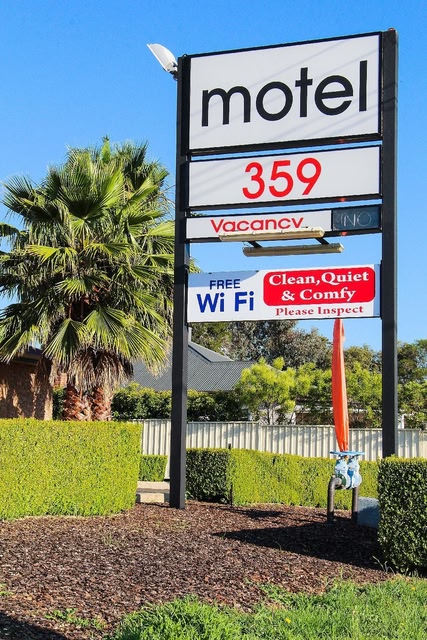 motel
359
Vacancy NO
FREE
Wi Fi
Clean, Quiet
& Comfy
Please Inspect